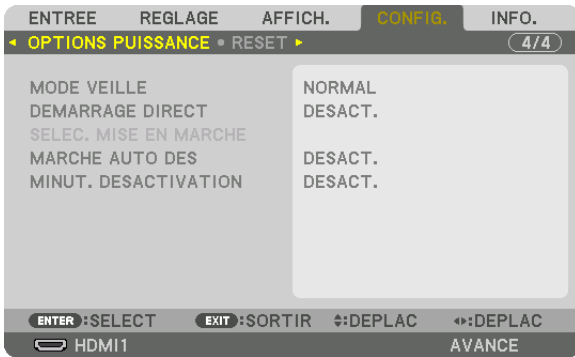 ENTREE REGLAGE AFFICH. CONFIG. INFO.
◂ OPTIONS PUISSANCE • RESET ▸ 4/4
MODE VEILLE NORMAL
DEMARRAGE DIRECT DESACT.
SELEC. MISE EN MARCHE
MARCHE AUTO DES DESACT.
MINUT. DESACTIVATION DESACT.
ENTER :SELECT EXIT :SORTIR :DEPLAC :DEPLAC
HDMI1 AVANCE